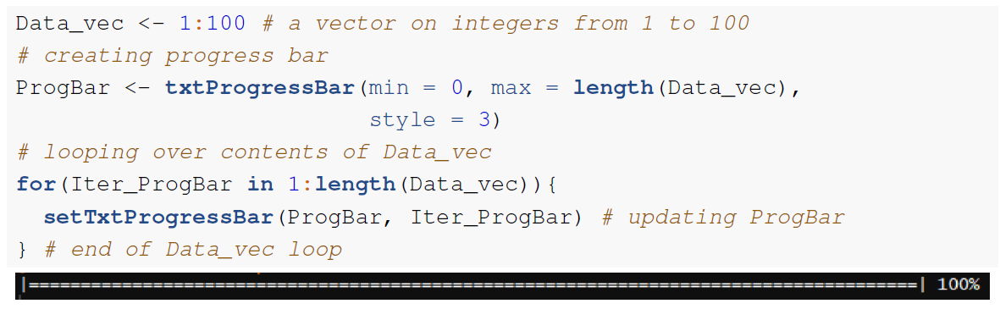 Data_vec <- 1:100 # a vector on integers from 1 to 100
# creating progress bar
ProgBar <- txtProgressBar(min = 0, max = length(Data_vec),
                          style = 3)
# looping over contents of Data_vec
for(Iter_ProgBar in 1:length(Data_vec)){
  setTxtProgressBar(ProgBar, Iter_ProgBar) # updating ProgBar
} # end of Data_vec loop
|======================================================================================| 100%